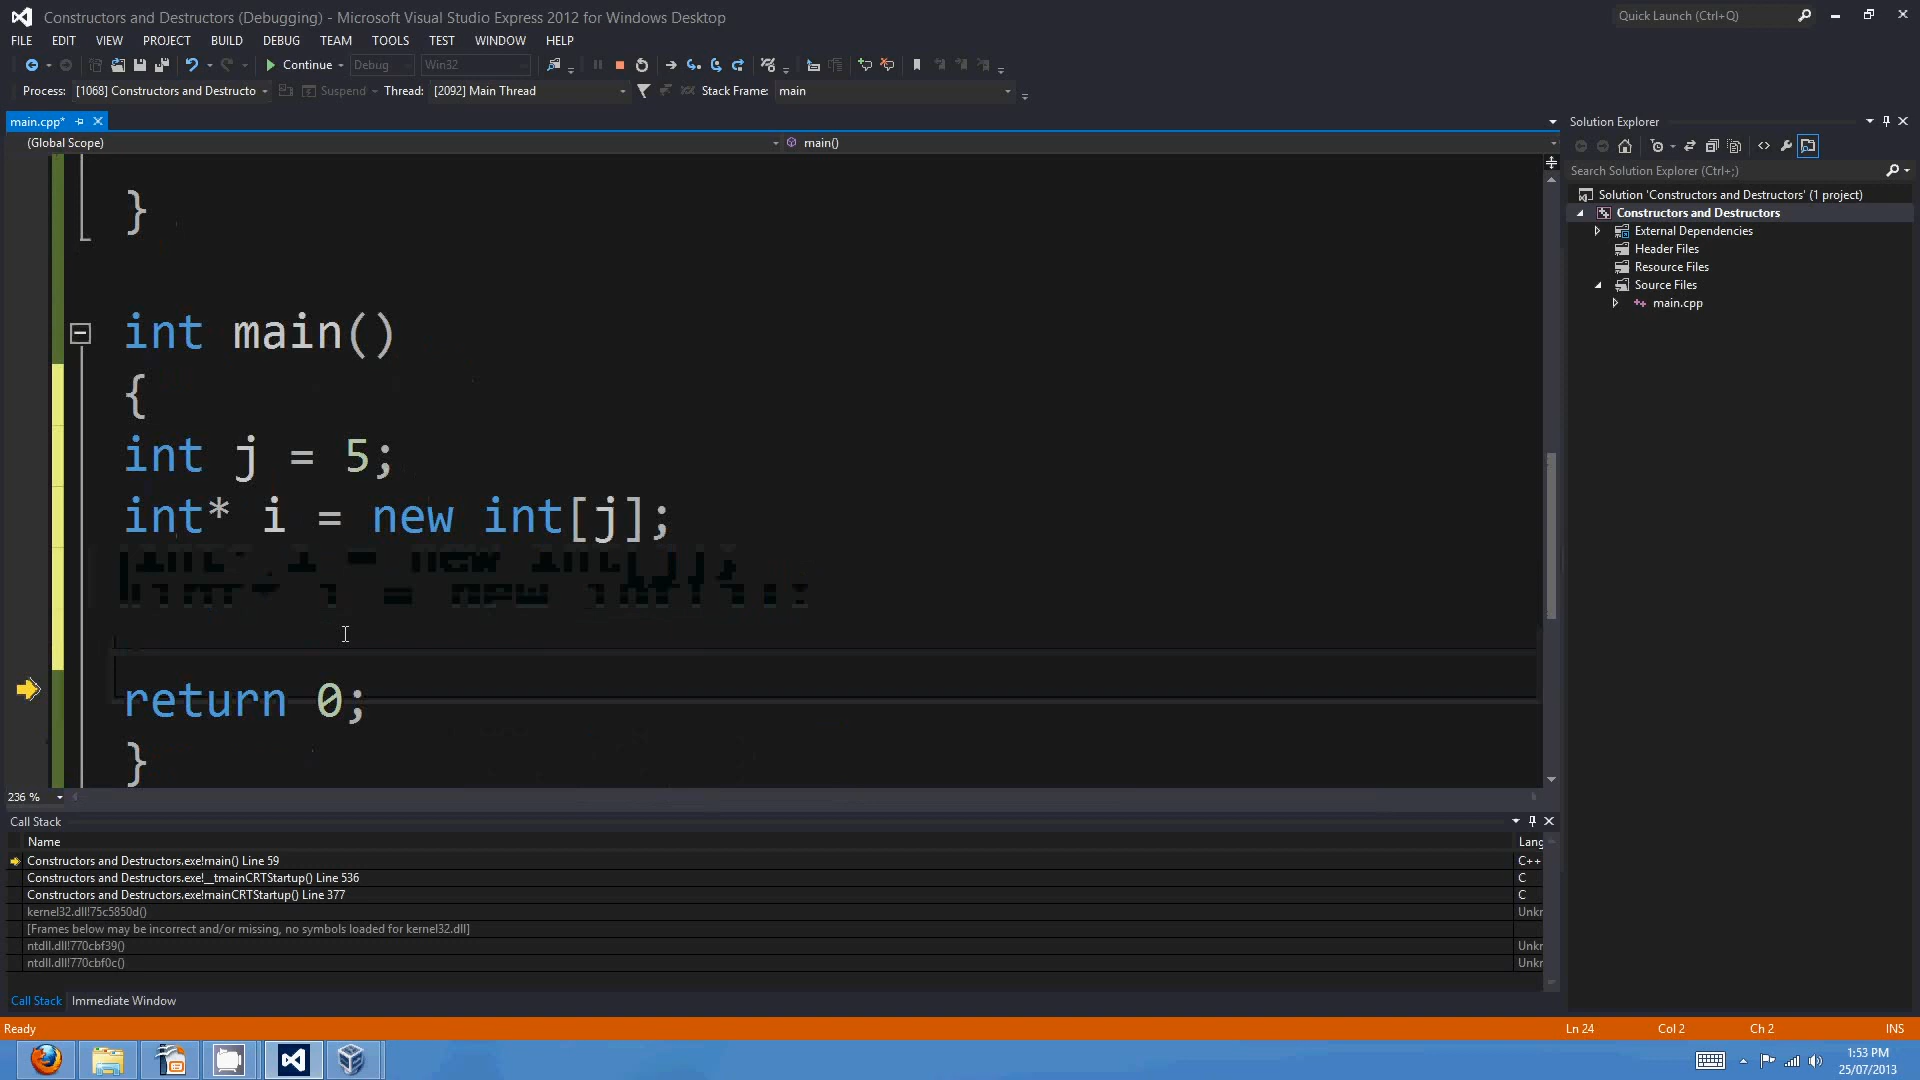 Constructors and Destructors (Debugging) - Microsoft Visual Studio Express 2012 for Windows Desktop
Quick Launch (Ctrl+Q)
FILE EDIT VIEW PROJECT BUILD DEBUG TEAM TOOLS TEST WINDOW HELP
Continue Debug Win32
Process: [1068] Constructors and Destructo Suspend Thread: [2092] Main Thread Stack Frame: main
main.cpp*
(Global Scope) main()
}
int main()
{
int j = 5;
int* i = new int[j];
return 0;
}
236 %
Solution Explorer
Search Solution Explorer (Ctrl+;)
Solution 'Constructors and Destructors' (1 project)
Constructors and Destructors
External Dependencies
Header Files
Resource Files
Source Files
main.cpp
Call Stack
Name Lang
Constructors and Destructors.exe!main() Line 59 C++
Constructors and Destructors.exe!__tmainCRTStartup() Line 536 C
Constructors and Destructors.exe!mainCRTStartup() Line 377 C
kernel32.dll!75c5850d() Unkr
[Frames below may be incorrect and/or missing, no symbols loaded for kernel32.dll]
ntdll.dll!770cbf39() Unkr
ntdll.dll!770cbf0c() Unkr
Call Stack Immediate Window
Ready Ln 24 Col 2 Ch 2 INS
1:53 PM
25/07/2013